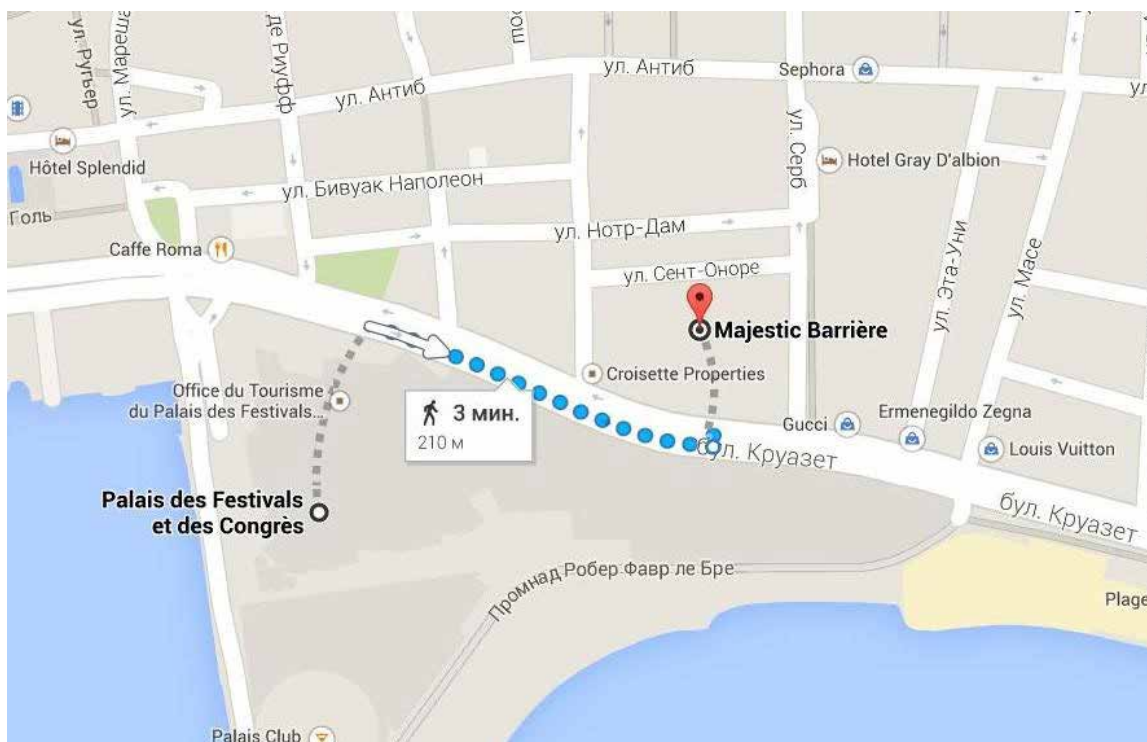 ул. Ругьер
ул. Мареша
де Риуфф
рош
ул. Антиб
ул. Антиб
Sephora
ул
Hôtel Splendid
ул. Серб
Hotel Gray D'albion
ул. Бивуак Наполеон
Голь
ул. Нотр-Дам
Caffe Roma
ул. Сент-Оноре
ул. Эта-Уни
ул. Масе
Majestic Barrière
Croisette Properties
Office du Tourisme
du Palais des Festivals...
3 мин.
210 м
Gucci
Ermenegildo Zegna
Louis Vuitton
бул. Круазет
Palais des Festivals
et des Congrès
бул. Круазет
Промнад Робер Фавр ле Бре
Plage
Palais Club